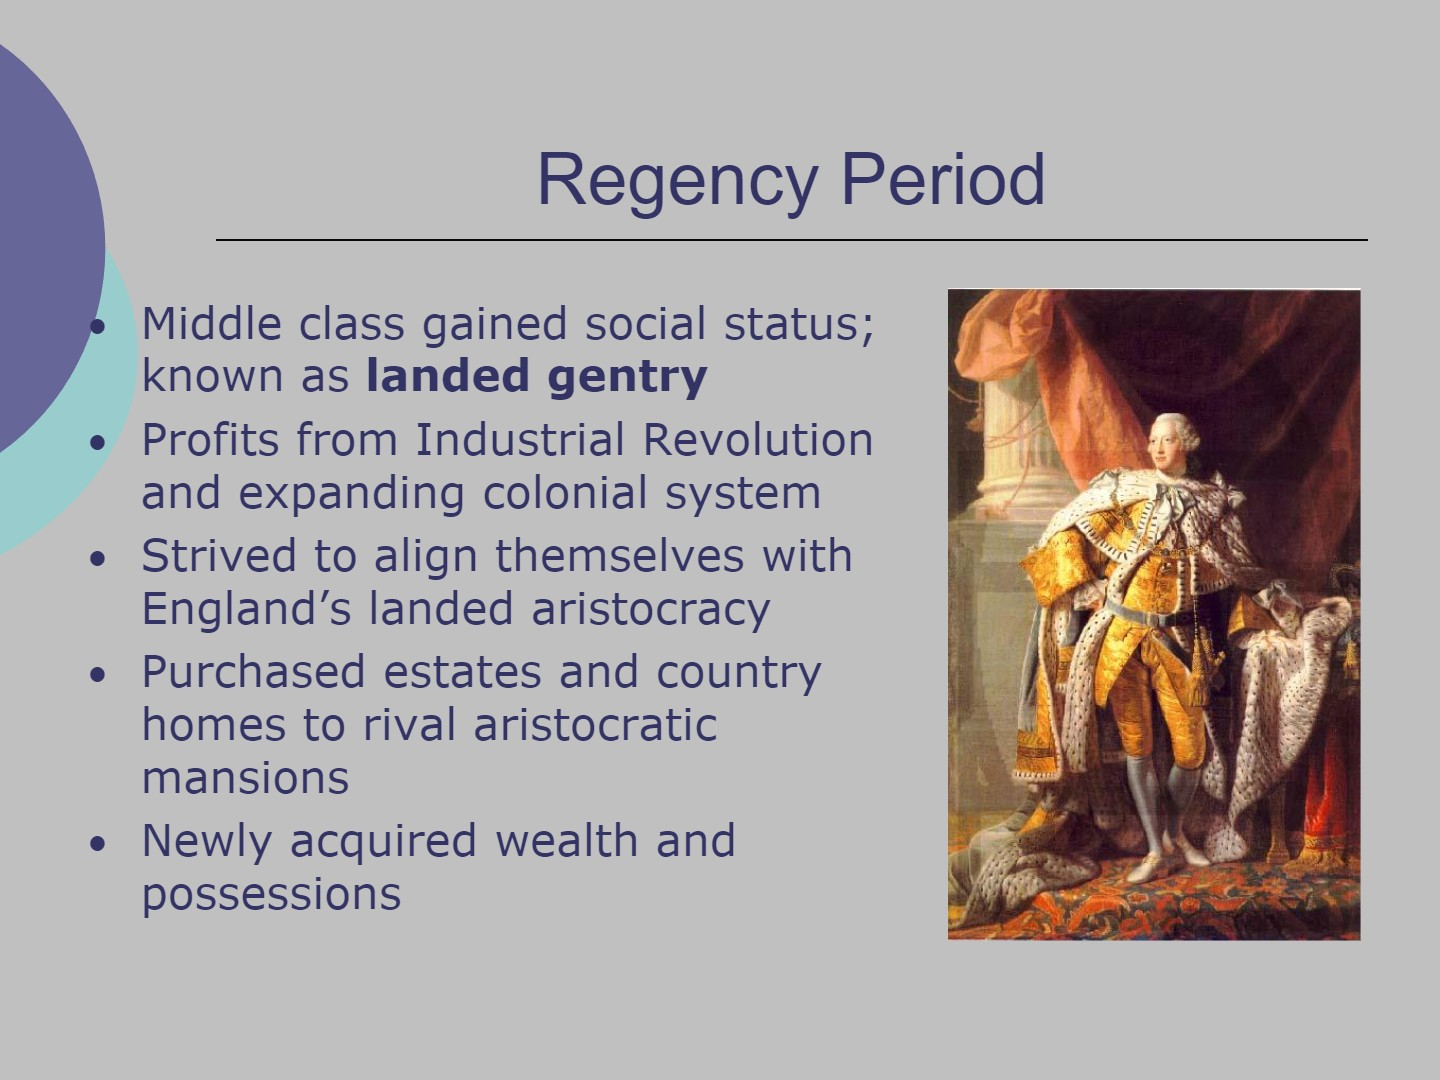 Regency Period
• Middle class gained social status;
known as landed gentry
• Profits from Industrial Revolution
and expanding colonial system
• Strived to align themselves with
England’s landed aristocracy
• Purchased estates and country
homes to rival aristocratic
mansions
• Newly acquired wealth and
possessions